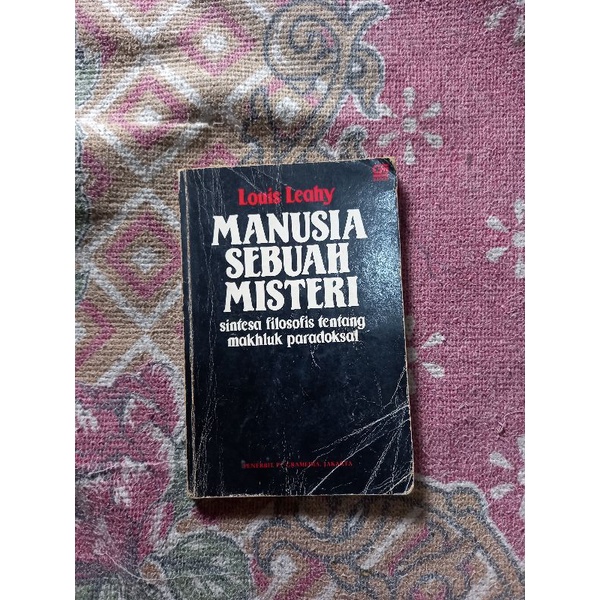 Louis Leahy
MANUSIA
SEBUAH
MISTERI
sintesa filosofis tentang
makhluk paradoksal
PENERBIT PT GRAMEDIA, JAKARTA